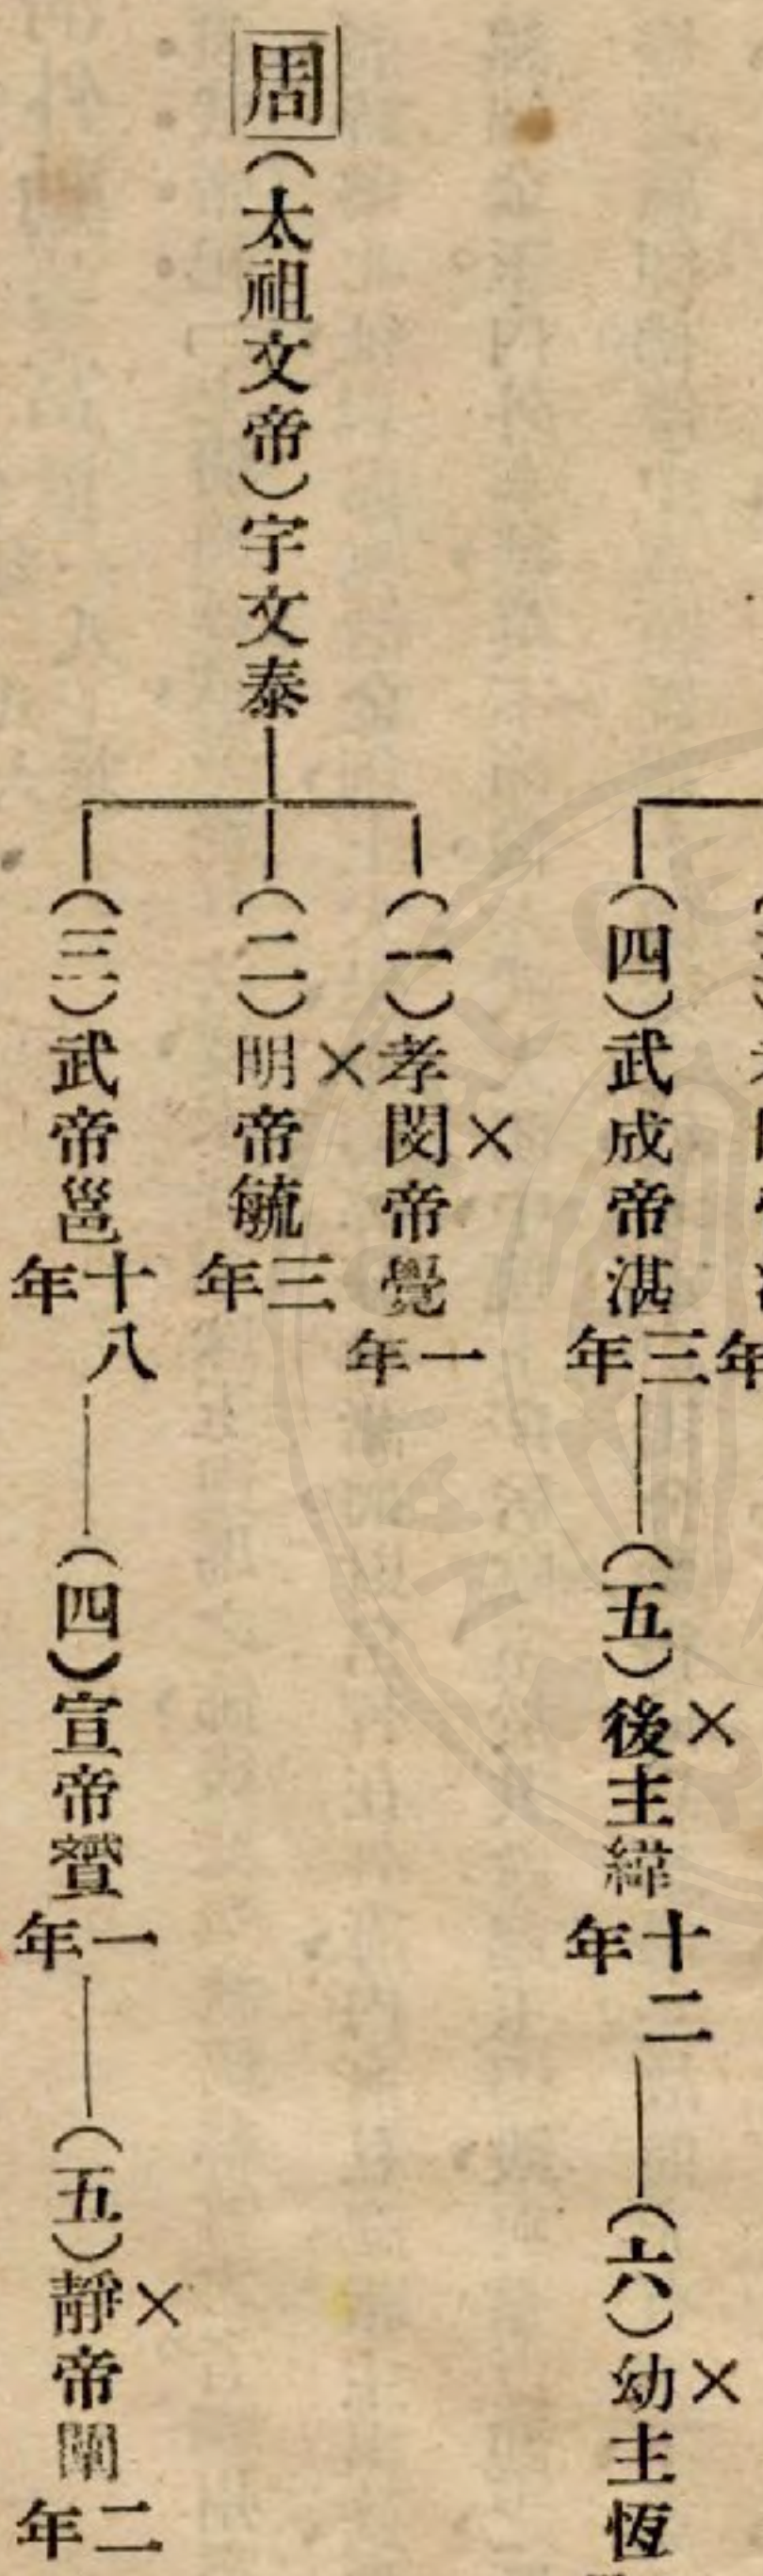 (四)武成帝湛三年
(五)後主緯十二年
(六)幼主恆
周(太祖文帝)宇文泰
(一)孝閔帝覺一年
(二)明帝毓三年
(三)武帝邕十八年
(四)宣帝贇一年
(五)靜帝闡二年